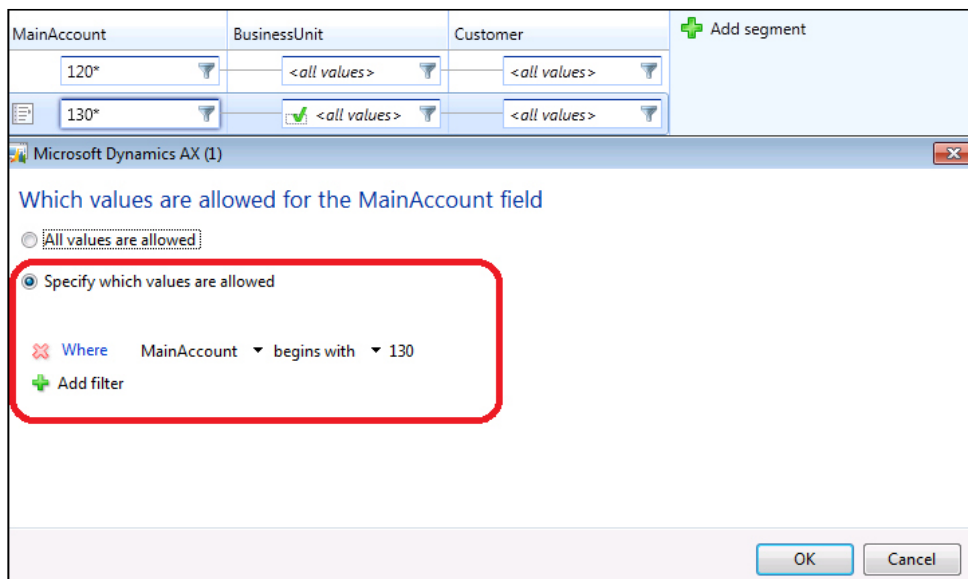 MainAccount BusinessUnit Customer Add segment
120* <all values> <all values>
130* <all values> <all values>
Microsoft Dynamics AX (1)
Which values are allowed for the MainAccount field
All values are allowed
Specify which values are allowed
Where MainAccount begins with 130
Add filter
OK Cancel